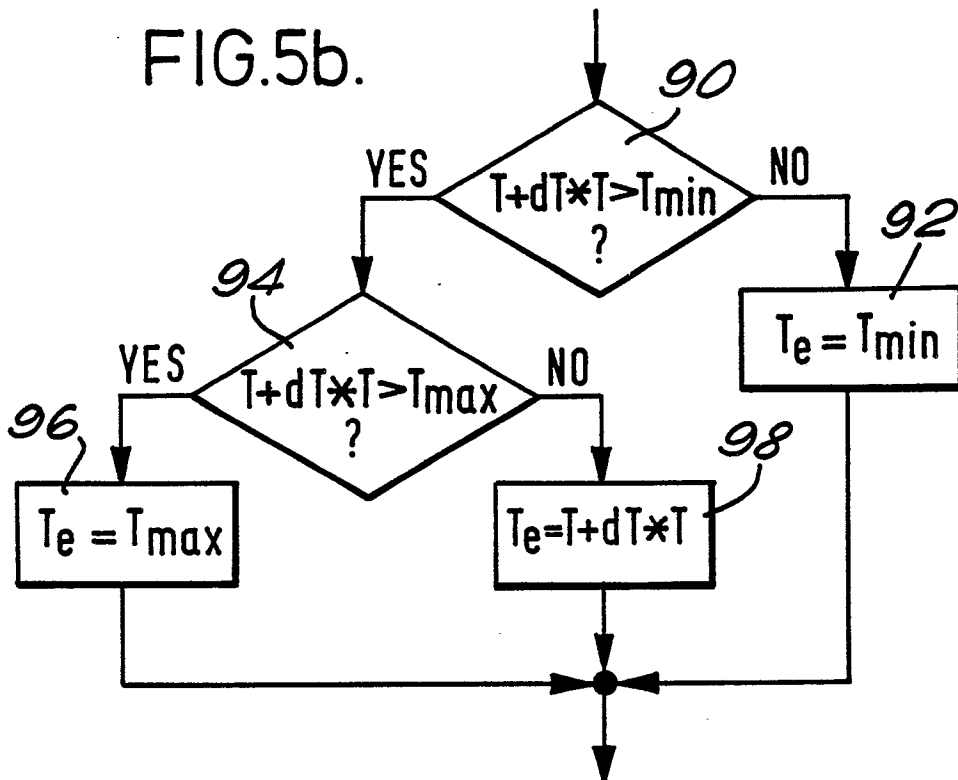 FIG.5b.
90
YES
NO
T+dT*T>Tmin
?
92
Te = Tmin
94
YES
NO
T+dT*T>Tmax
?
96
Te = Tmax
98
Te=T+dT*T